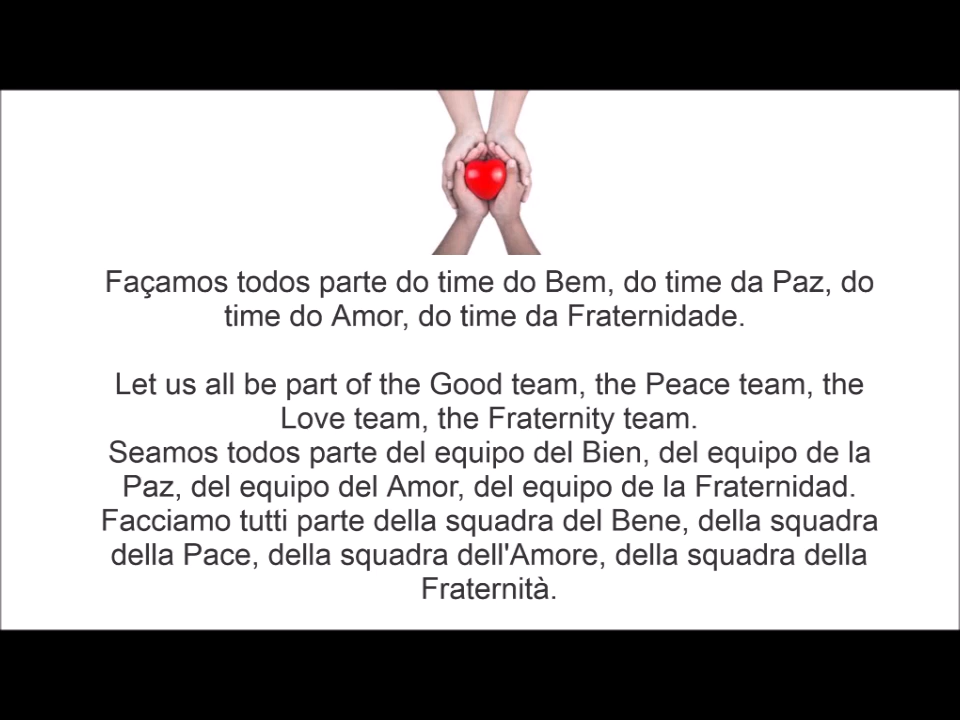 Façamos todos parte do time do Bem, do time da Paz, do
time do Amor, do time da Fraternidade.
Let us all be part of the Good team, the Peace team, the
Love team, the Fraternity team.
Seamos todos parte del equipo del Bien, del equipo de la
Paz, del equipo del Amor, del equipo de la Fraternidad.
Facciamo tutti parte della squadra del Bene, della squadra
della Pace, della squadra dell'Amore, della squadra della
Fraternità.